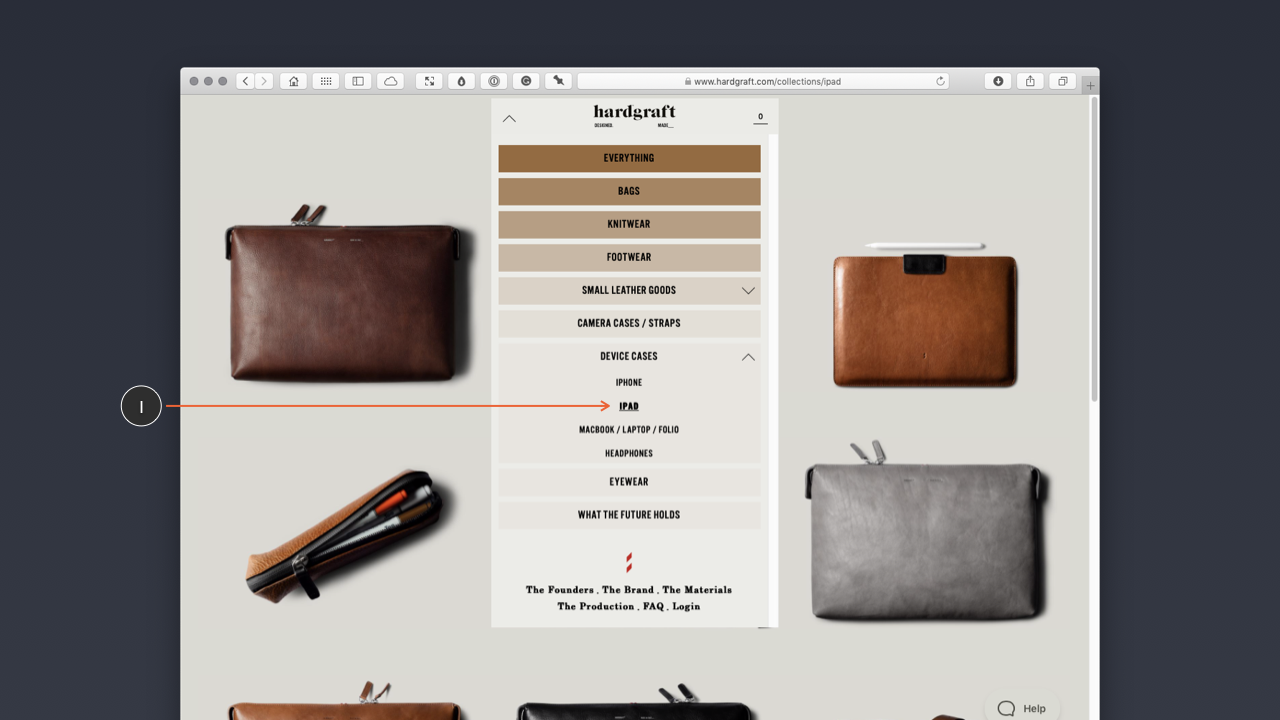 www.hardgraft.com/collections/ipad
hardgraft
DESIGNED. MADE__
0
EVERYTHING
BAGS
KNITWEAR
FOOTWEAR
SMALL LEATHER GOODS
CAMERA CASES / STRAPS
DEVICE CASES
IPHONE
IPAD
MACBOOK / LAPTOP / FOLIO
HEADPHONES
EYEWEAR
WHAT THE FUTURE HOLDS
The Founders , The Brand , The Materials
The Production , FAQ , Login
I
Help